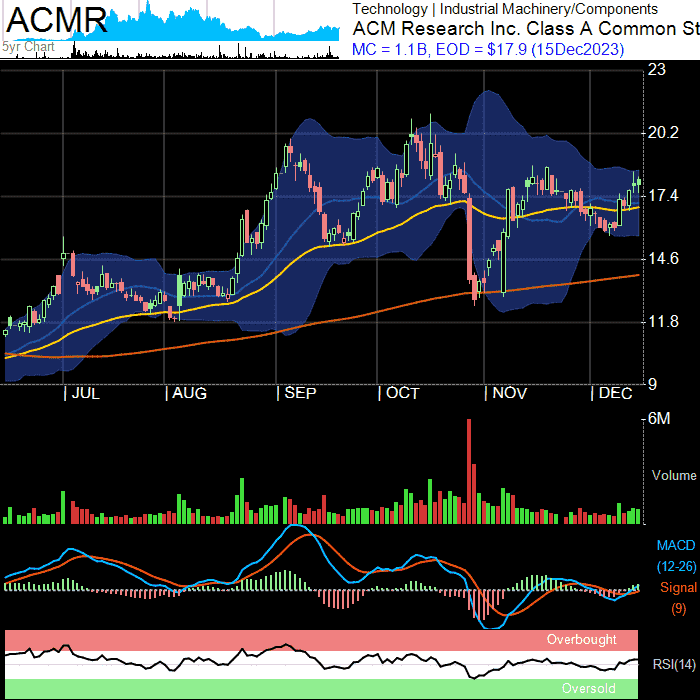 ACMR
5yr Chart
Technology | Industrial Machinery/Components
ACM Research Inc. Class A Common St
MC = 1.1B, EOD = $17.9 (15Dec2023)
23
20.2
17.4
14.6
11.8
9
| JUL | AUG | SEP | OCT | NOV | DEC
6M
Volume
MACD
(12-26)
Signal
(9)
Overbought
RSI(14)
Oversold